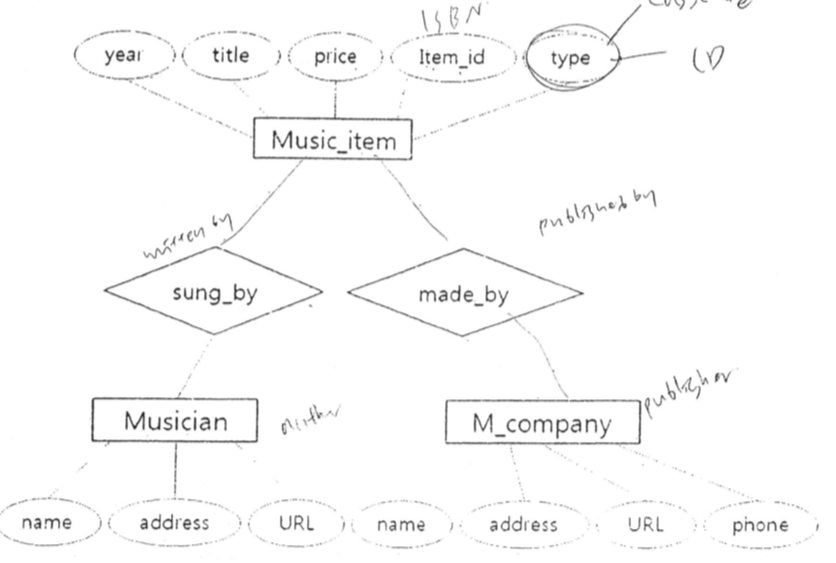 ISBN
year title price Item_id type
CD
Music_item
written by
published by
sung_by made_by
Musician
author
M_company
publisher
name address URL name address URL phone